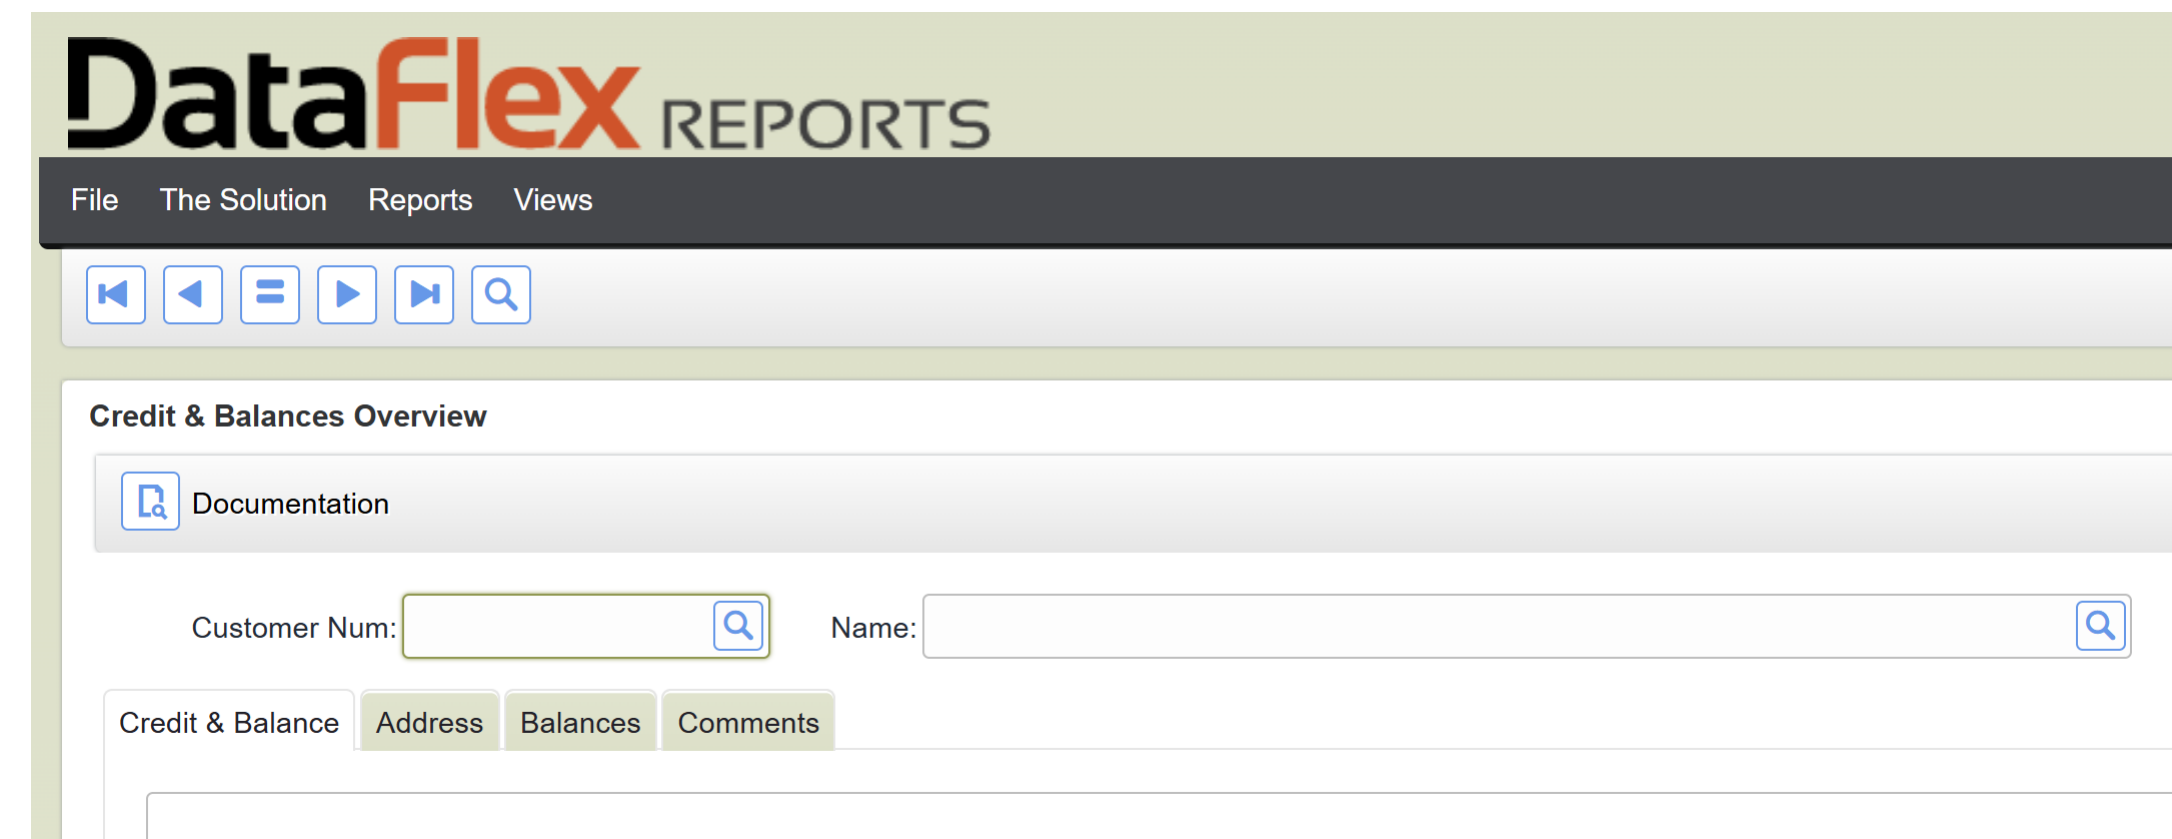 DataFlex REPORTS
File The Solution Reports Views
Credit & Balances Overview
Documentation
Customer Num: Name:
Credit & Balance Address Balances Comments